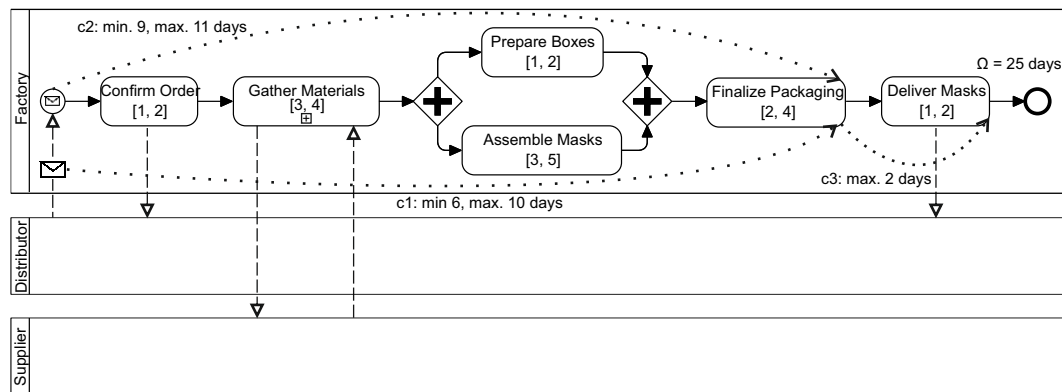 c2: min. 9, max. 11 days
Prepare Boxes
[1, 2]
Ω = 25 days
Factory
Confirm Order
[1, 2]
Gather Materials
[3, 4]
Finalize Packaging
[2, 4]
Deliver Masks
[1, 2]
Assemble Masks
[3, 5]
c3: max. 2 days
c1: min 6, max. 10 days
Distributor
Supplier